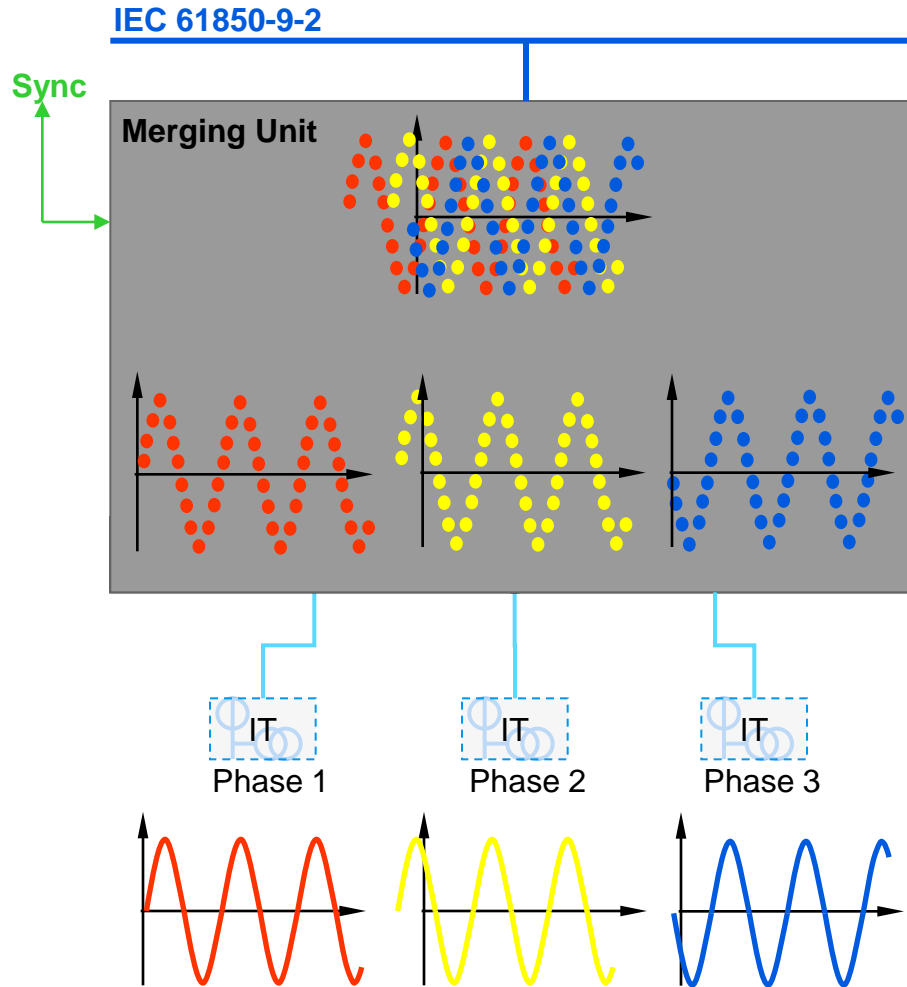 IEC 61850-9-2
Sync
Merging Unit
IT
IT
IT
Phase 1
Phase 2
Phase 3